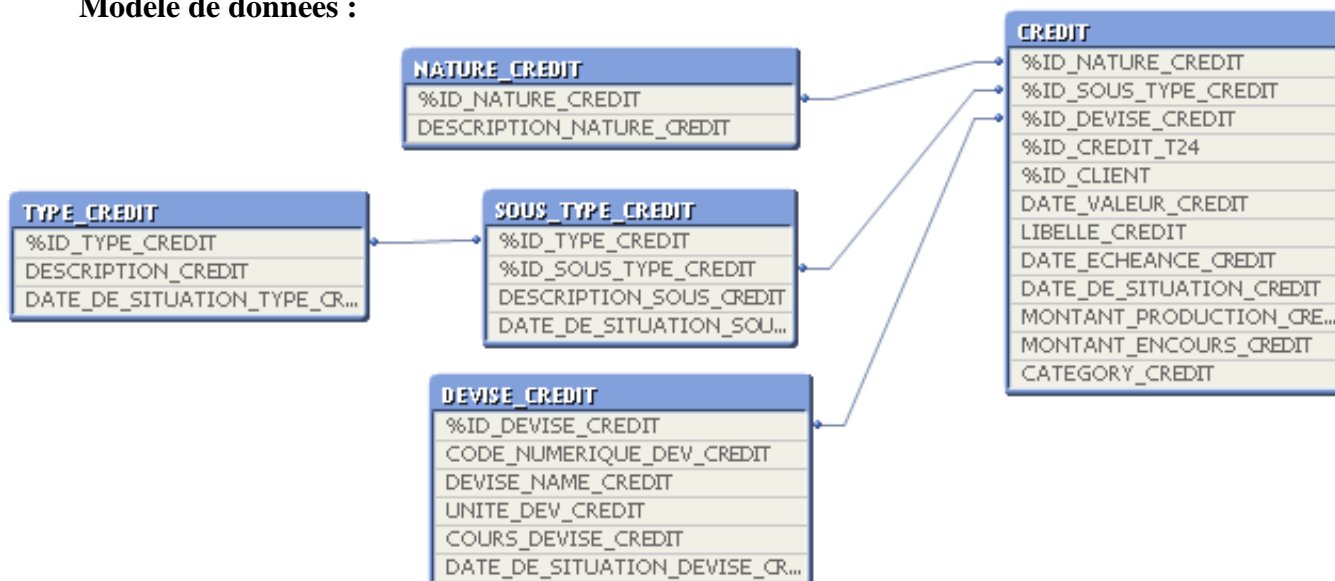 Modèle de données :
NATURE_CREDIT
%ID_NATURE_CREDIT
DESCRIPTION_NATURE_CREDIT
TYPE_CREDIT
%ID_TYPE_CREDIT
DESCRIPTION_CREDIT
DATE_DE_SITUATION_TYPE_CR...
SOUS_TYPE_CREDIT
%ID_TYPE_CREDIT
%ID_SOUS_TYPE_CREDIT
DESCRIPTION_SOUS_CREDIT
DATE_DE_SITUATION_SOU...
DEVISE_CREDIT
%ID_DEVISE_CREDIT
CODE_NUMERIQUE_DEV_CREDIT
DEVISE_NAME_CREDIT
UNITE_DEV_CREDIT
COURS_DEVISE_CREDIT
DATE_DE_SITUATION_DEVISE_CR...
CREDIT
%ID_NATURE_CREDIT
%ID_SOUS_TYPE_CREDIT
%ID_DEVISE_CREDIT
%ID_CREDIT_T24
%ID_CLIENT
DATE_VALEUR_CREDIT
LIBELLE_CREDIT
DATE_ECHEANCE_CREDIT
DATE_DE_SITUATION_CREDIT
MONTANT_PRODUCTION_CRE...
MONTANT_ENCOURS_CREDIT
CATEGORY_CREDIT